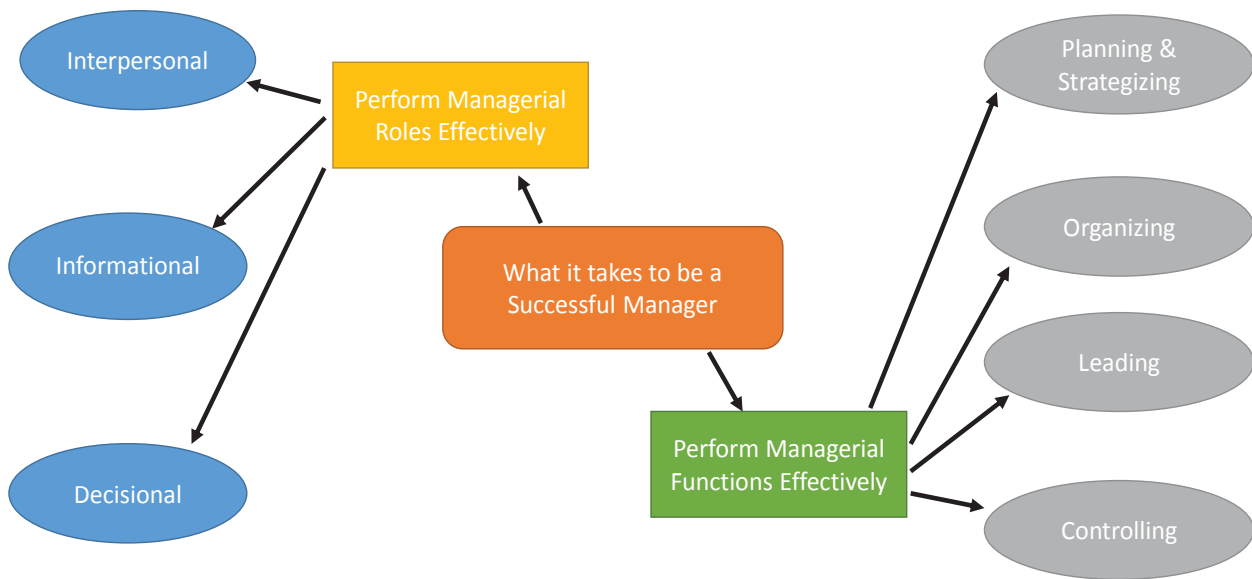 Interpersonal
Perform Managerial
Roles Effectively
Planning &
Strategizing
Informational
What it takes to be a
Successful Manager
Organizing
Leading
Decisional
Perform Managerial
Functions Effectively
Controlling